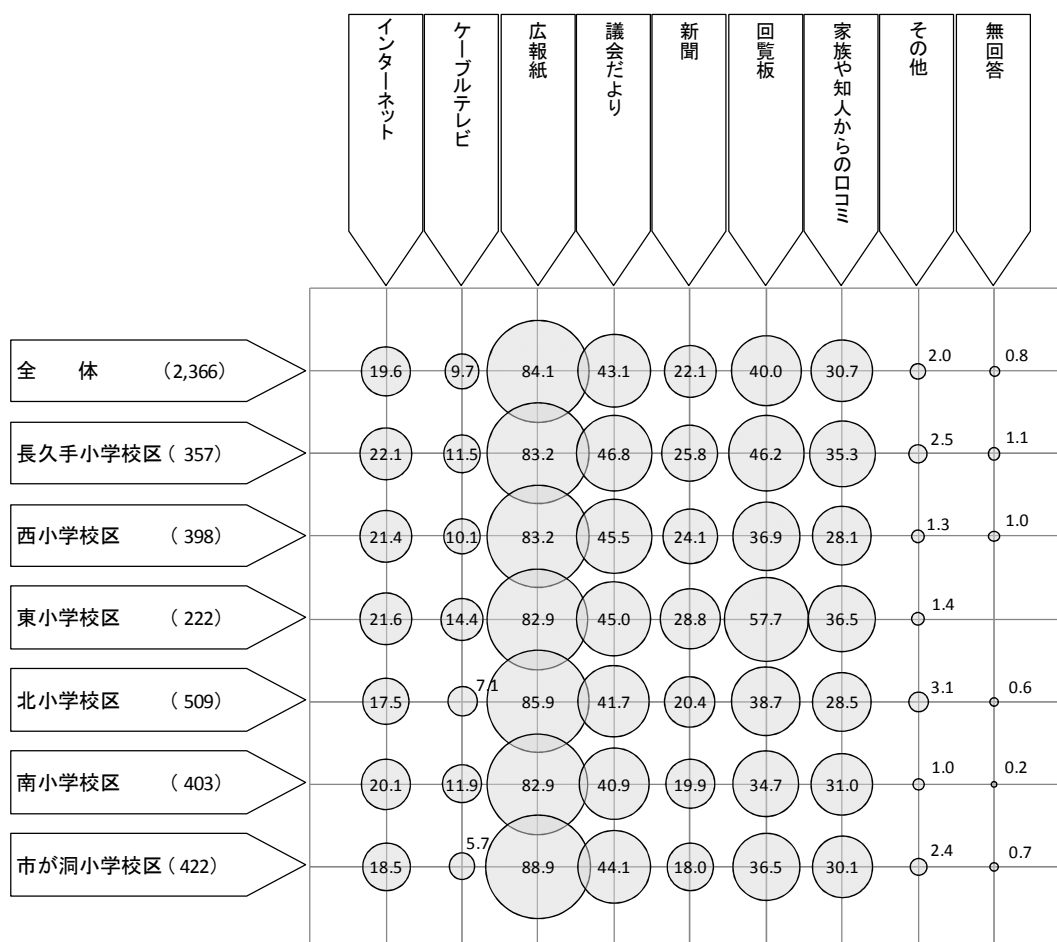 インターネット
ケーブルテレビ
広報紙
議会だより
新聞
回覧板
家族や知人からの口コミ
その他
無回答
全　体　（2,366） 19.6 9.7 84.1 43.1 22.1 40.0 30.7 2.0 0.8
長久手小学校区（ 357） 22.1 11.5 83.2 46.8 25.8 46.2 35.3 2.5 1.1
西小学校区　（ 398） 21.4 10.1 83.2 45.5 24.1 36.9 28.1 1.3 1.0
東小学校区　（ 222） 21.6 14.4 82.9 45.0 28.8 57.7 36.5 1.4
北小学校区　（ 509） 17.5 7.1 85.9 41.7 20.4 38.7 28.5 3.1 0.6
南小学校区　（ 403） 20.1 11.9 82.9 40.9 19.9 34.7 31.0 1.0 0.2
市が洞小学校区（ 422） 18.5 5.7 88.9 44.1 18.0 36.5 30.1 2.4 0.7